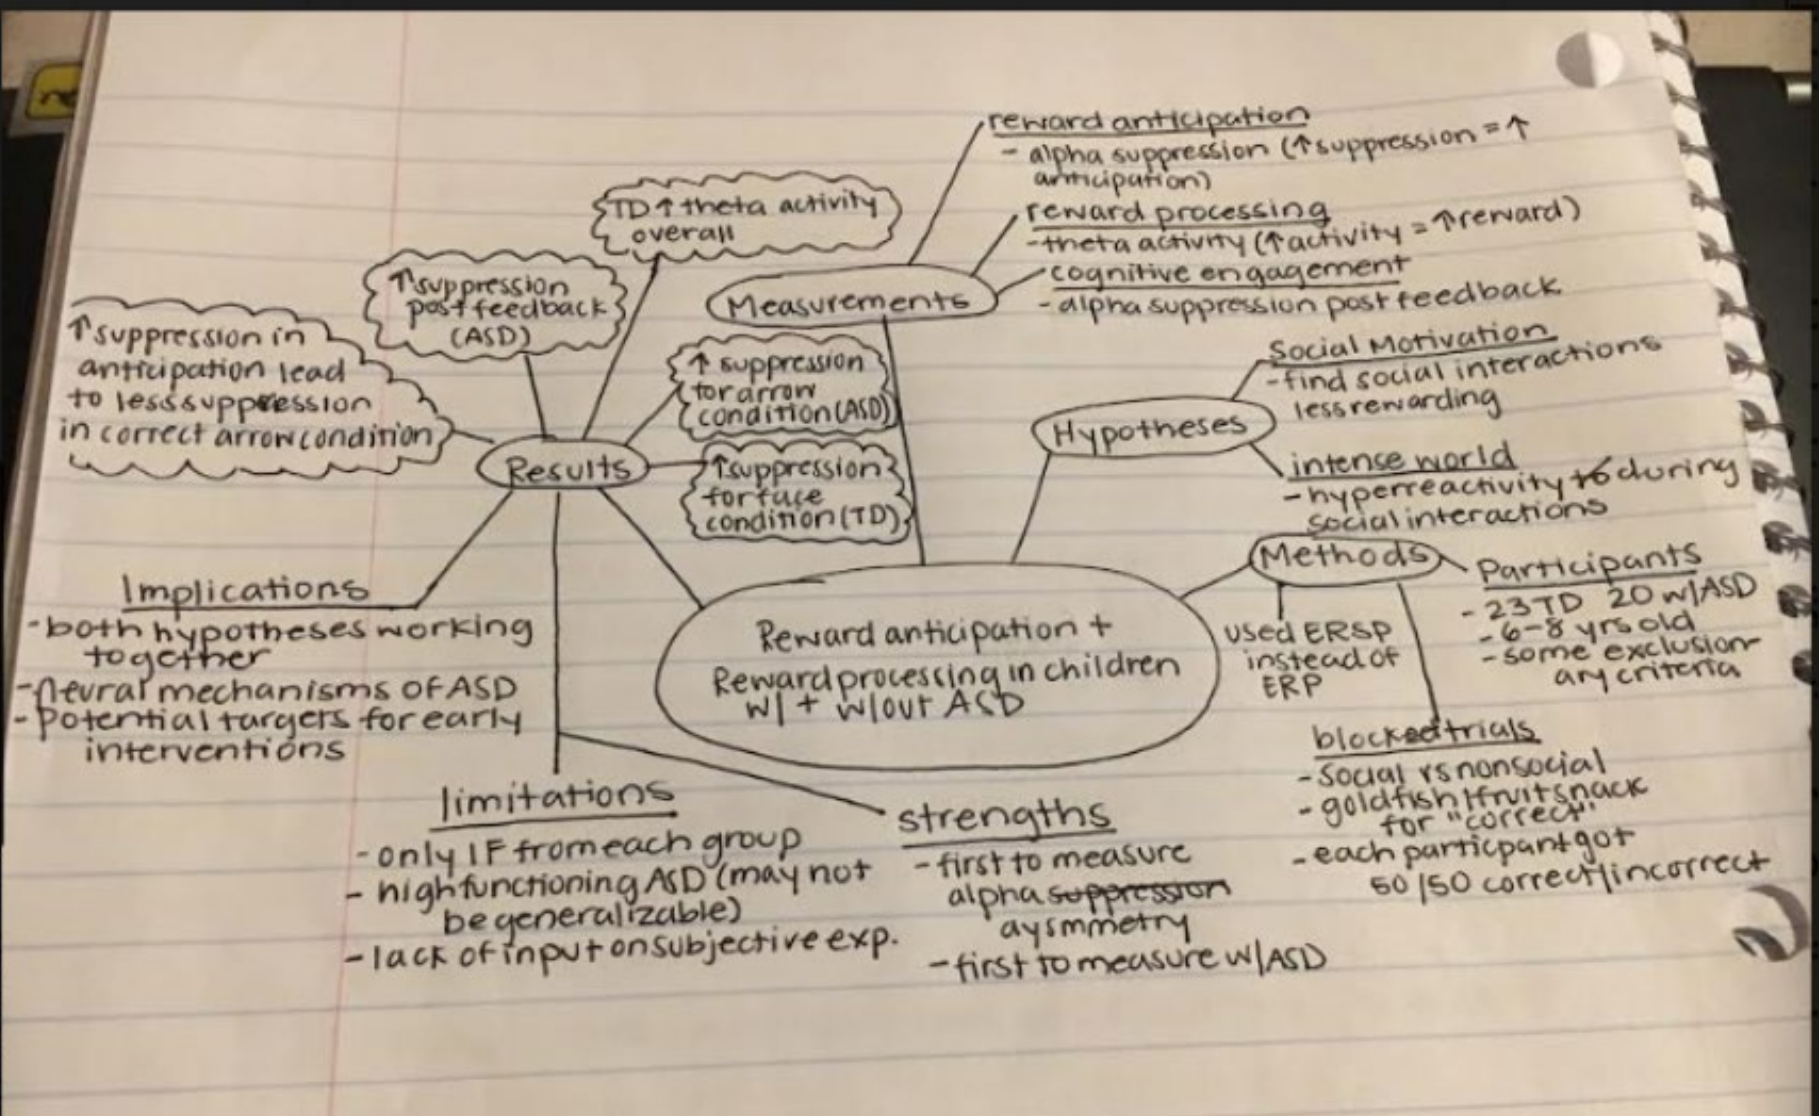 reward anticipation
- alpha suppression (↑suppression = ↑
anticipation)
reward processing
-theta activity (↑activity = ↑reward)
cognitive engagement
- alpha suppression post feedback
Measurements
TD ↑ theta activity
overall
↑suppression
post feedback
(ASD)
↑suppression in
anticipation lead
to less suppression
in correct arrow condition
↑ suppression
for arrow
condition (ASD)
↑suppression
for face
condition (TD)
Results
Social Motivation
-find social interactions
less rewarding
Hypotheses
intense world
-hyperreactivity to during
social interactions
Methods
Participants
- 23 TD 20 w/ASD
- 6-8 yrs old
- some exclusion-
ary criteria
used ERSP
instead of
ERP
blocked trials
- Social vs nonsocial
- goldfish/fruitsnack
for "correct"
- each particpant got
50/50 correct/incorrect
Reward anticipation +
Reward processing in children
w/ + w/out ASD
Implications
- both hypotheses working
together
- neural mechanisms of ASD
- potential targets for early
interventions
limitations
- only 1F from each group
- high functioning ASD (may not
be generalizable)
- lack of input on subjective exp.
strengths
- first to measure
alpha suppression
aysmmetry
- first to measure w/ASD